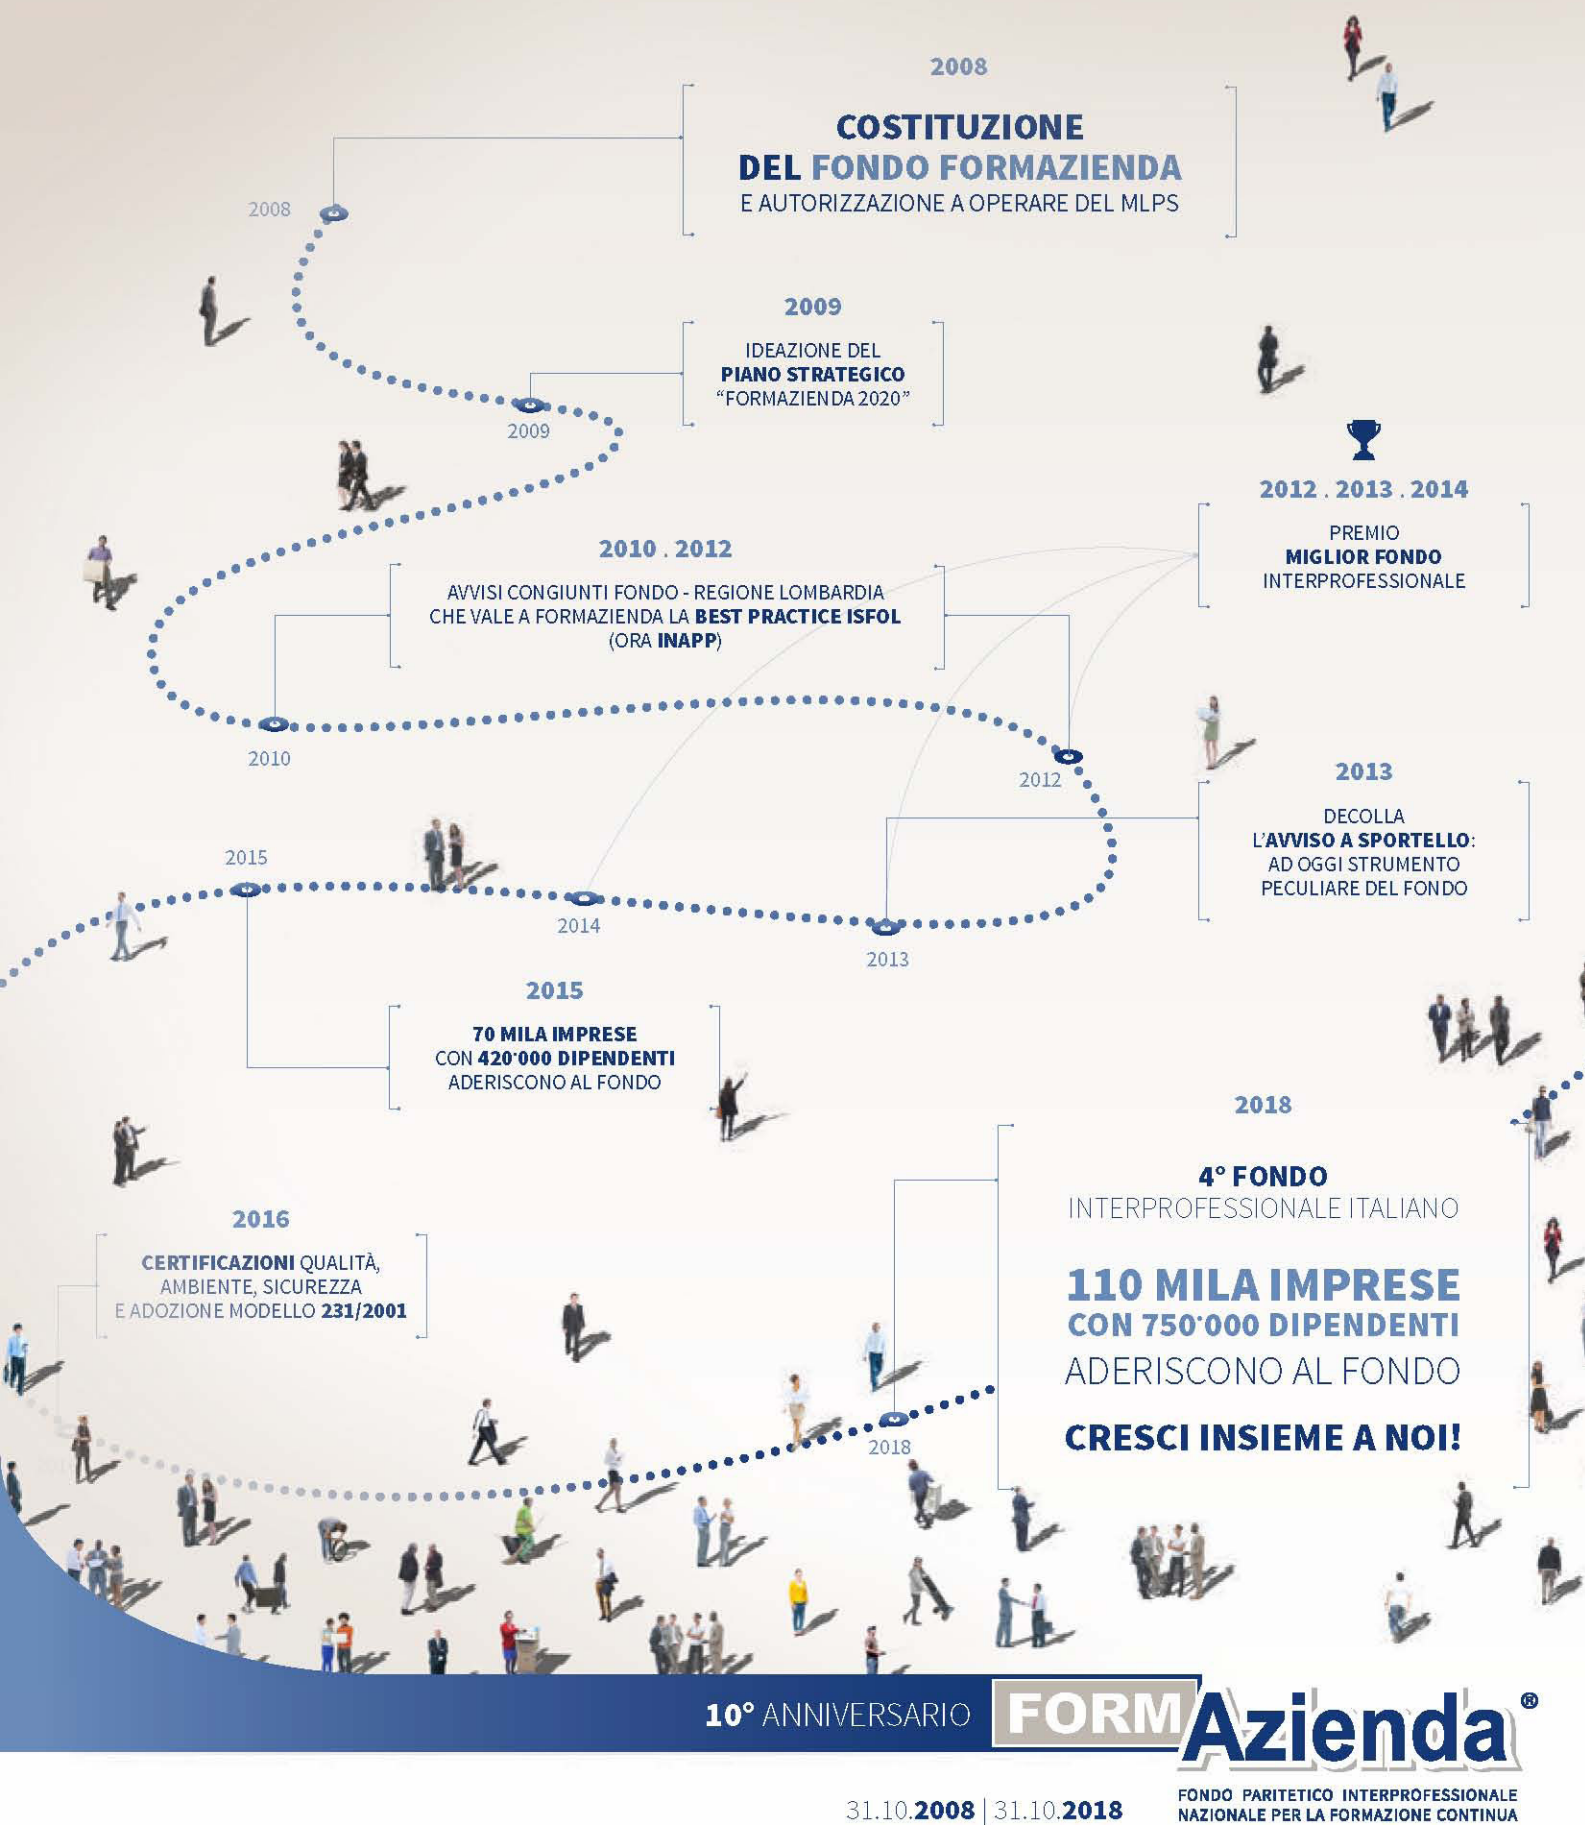 2008
COSTITUZIONE
DEL FONDO FORMAZIENDA
E AUTORIZZAZIONE A OPERARE DEL MLPS
2008
2009
IDEAZIONE DEL
PIANO STRATEGICO
“FORMAZIENDA 2020”
2009
2012 . 2013 . 2014
PREMIO
MIGLIOR FONDO
INTERPROFESSIONALE
2010 . 2012
AVVISI CONGIUNTI FONDO - REGIONE LOMBARDIA
CHE VALE A FORMAZIENDA LA BEST PRACTICE ISFOL
(ORA INAPP)
2010
2012
2013
DECOLLA
L'AVVISO A SPORTELLO:
AD OGGI STRUMENTO
PECULIARE DEL FONDO
2015
2014
2013
2015
70 MILA IMPRESE
CON 420'000 DIPENDENTI
ADERISCONO AL FONDO
2018
4° FONDO
INTERPROFESSIONALE ITALIANO
110 MILA IMPRESE
CON 750'000 DIPENDENTI
ADERISCONO AL FONDO
CRESCI INSIEME A NOI!
2016
CERTIFICAZIONI QUALITÀ,
AMBIENTE, SICUREZZA
E ADOZIONE MODELLO 231/2001
2018
10° ANNIVERSARIO
FORMAzienda®
31.10.2008 | 31.10.2018
FONDO PARITETICO INTERPROFESSIONALE
NAZIONALE PER LA FORMAZIONE CONTINUA